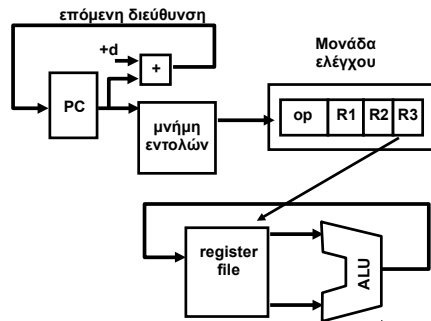 επόμενη διεύθυνση
+d
+
PC
μνήμη
εντολών
Μονάδα
ελέγχου
op R1 R2 R3
register
file
ALU